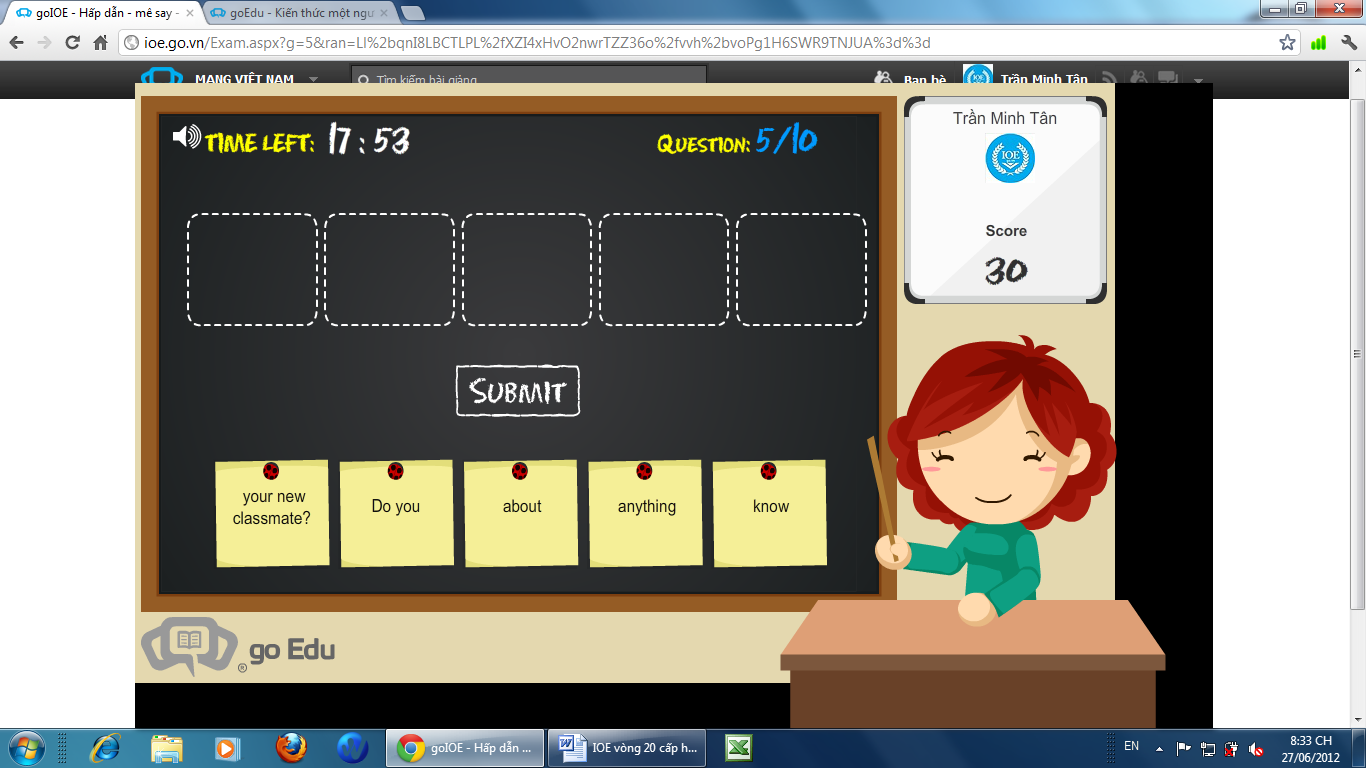 goIOE - Hấp dẫn - mê say -
goEdu - Kiến thức một ngư
ioe.go.vn/Exam.aspx?g=5&ran=Ll%2bqnI8LBCTLPL%2fXZI4xHvO2nwrTZZ36o%2fvvh%2bvoPg1H6SWR9TNJUA%3d%3d
MẠNG VIỆT NAM
Tìm kiếm bài giảng
Bạn bè
Trần Minh Tân
TIME LEFT: 17 : 53
QUESTION: 5/10
Trần Minh Tân
IOE
Score
30
SUBMIT
your new
classmate?
Do you
about
anything
know
® go Edu
goIOE - Hấp dẫn ...
IOE vòng 20 cấp h...
EN
8:33 CH
27/06/2012